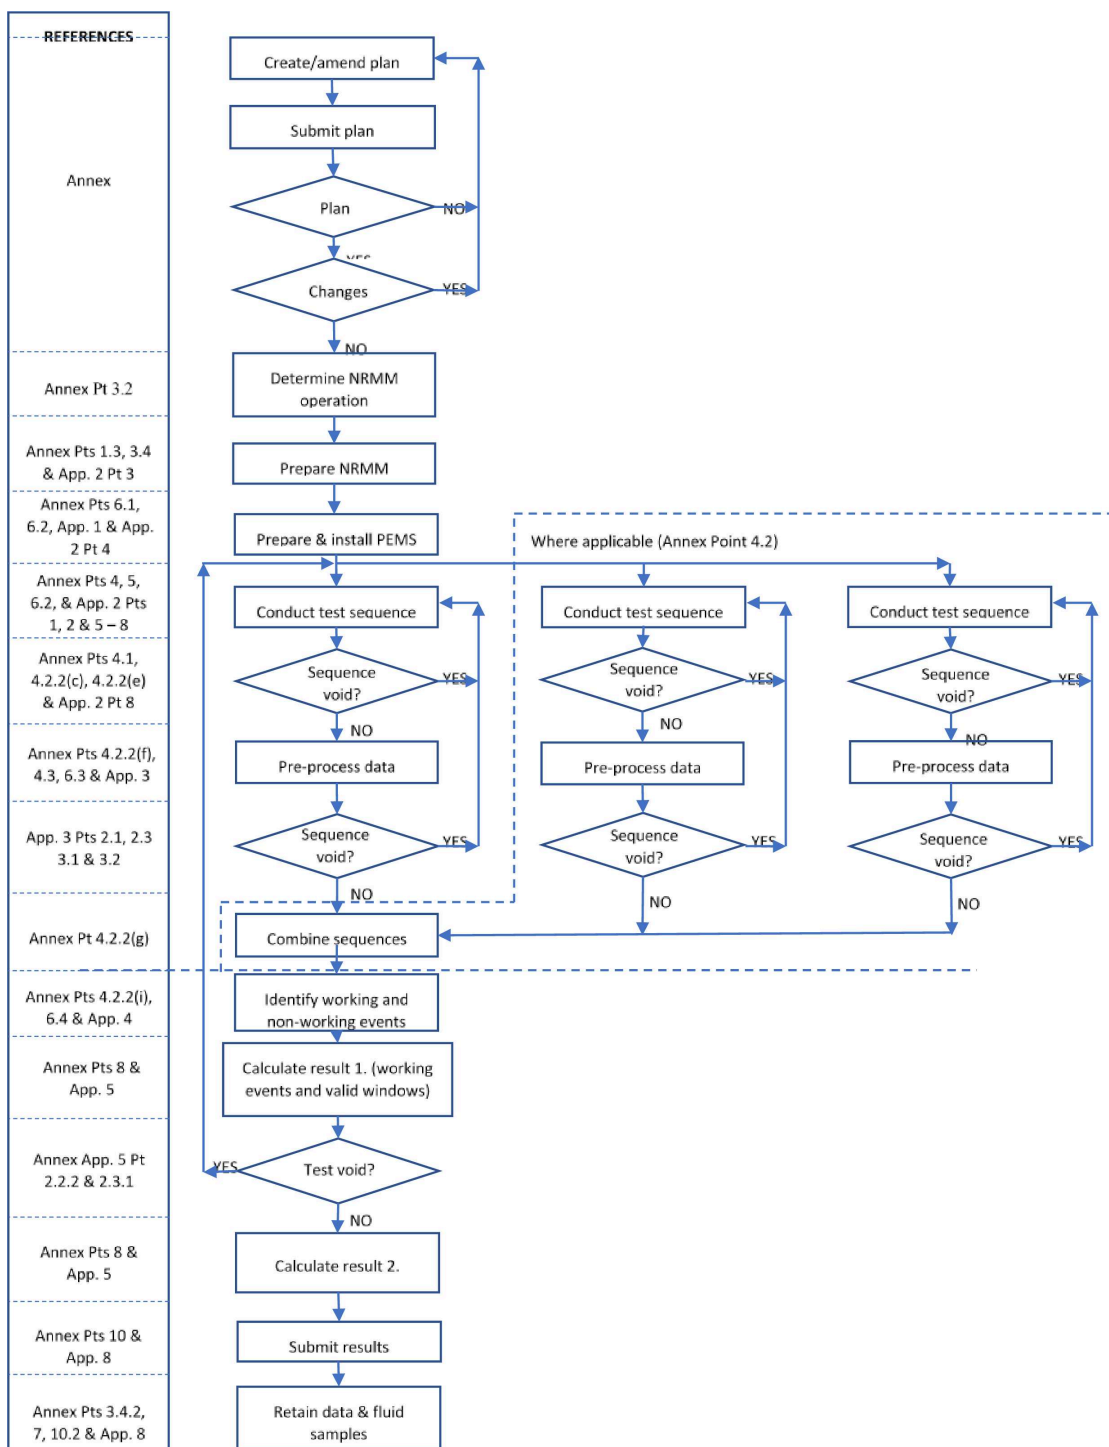 REFERENCES
Annex
Annex Pt 3.2
Annex Pts 1.3, 3.4
& App. 2 Pt 3
Annex Pts 6.1,
6.2, App. 1 & App.
2 Pt 4
Annex Pts 4, 5,
6.2, & App. 2 Pts
1, 2 & 5 – 8
Annex Pts 4.1,
4.2.2(c), 4.2.2(e)
& App. 2 Pt 8
Annex Pts 4.2.2(f),
4.3, 6.3 & App. 3
App. 3 Pts 2.1, 2.3
3.1 & 3.2
Annex Pt 4.2.2(g)
Annex Pts 4.2.2(i),
6.4 & App. 4
Annex Pts 8 &
App. 5
Annex App. 5 Pt
2.2.2 & 2.3.1
Annex Pts 8 &
App. 5
Annex Pts 10 &
App. 8
Annex Pts 3.4.2,
7, 10.2 & App. 8
Create/amend plan
Submit plan
Plan
NO
YES
Changes
YES
NO
Determine NRMM
operation
Prepare NRMM
Prepare & install PEMS
Where applicable (Annex Point 4.2)
Conduct test sequence
Sequence
void?
YES
NO
Pre-process data
Sequence
void?
YES
NO
Conduct test sequence
Sequence
void?
YES
NO
Pre-process data
Sequence
void?
YES
NO
Conduct test sequence
Sequence
void?
YES
NO
Pre-process data
Sequence
void?
YES
NO
Combine sequences
Identify working and
non-working events
Calculate result 1. (working
events and valid windows)
Test void?
YES
NO
Calculate result 2.
Submit results
Retain data & fluid
samples